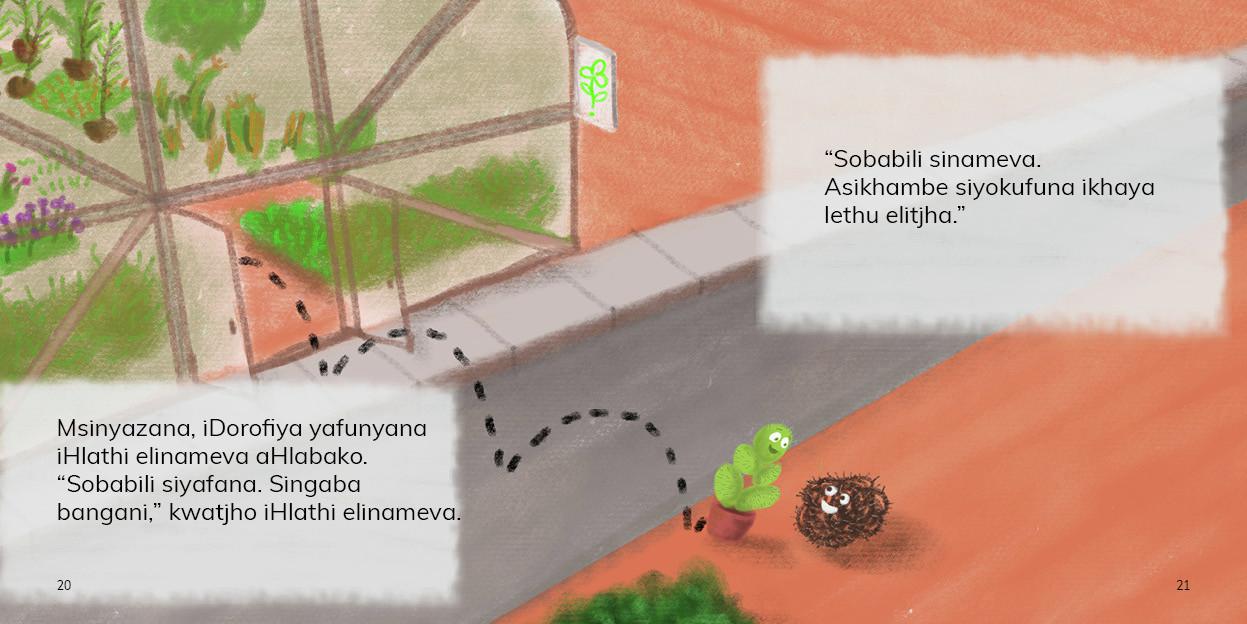 Msinyazana, iDorofiya yafunyana
iHlathi elinameva aHlabako.
“Sobabili siyafana. Singaba
bangani,” kwatjho iHlathi elinameva.
20
“Sobabili sinameva.
Asikhambe siyokufuna ikhaya
lethu elitjha.”
21